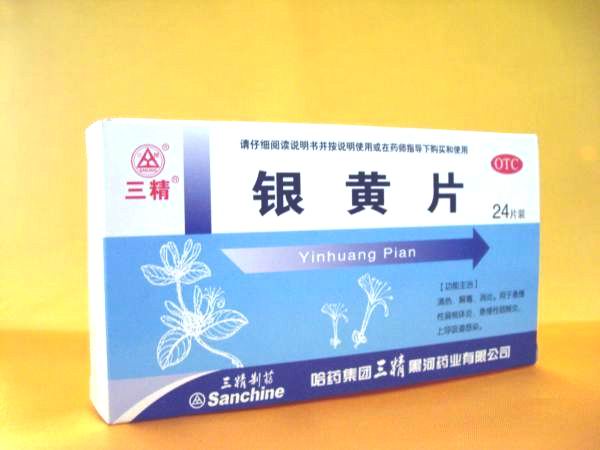 请仔细阅读说明书并按说明使用或在药师指导下购买和使用
OTC
三精
银黄片
24片装
Yinhuang Pian
【功能主治】
清热、解毒、消炎。用于急慢
性扁桃体炎、急慢性咽喉炎、
上呼吸道感染。
三精制药
Sanchine
哈药集团三精黑河药业有限公司